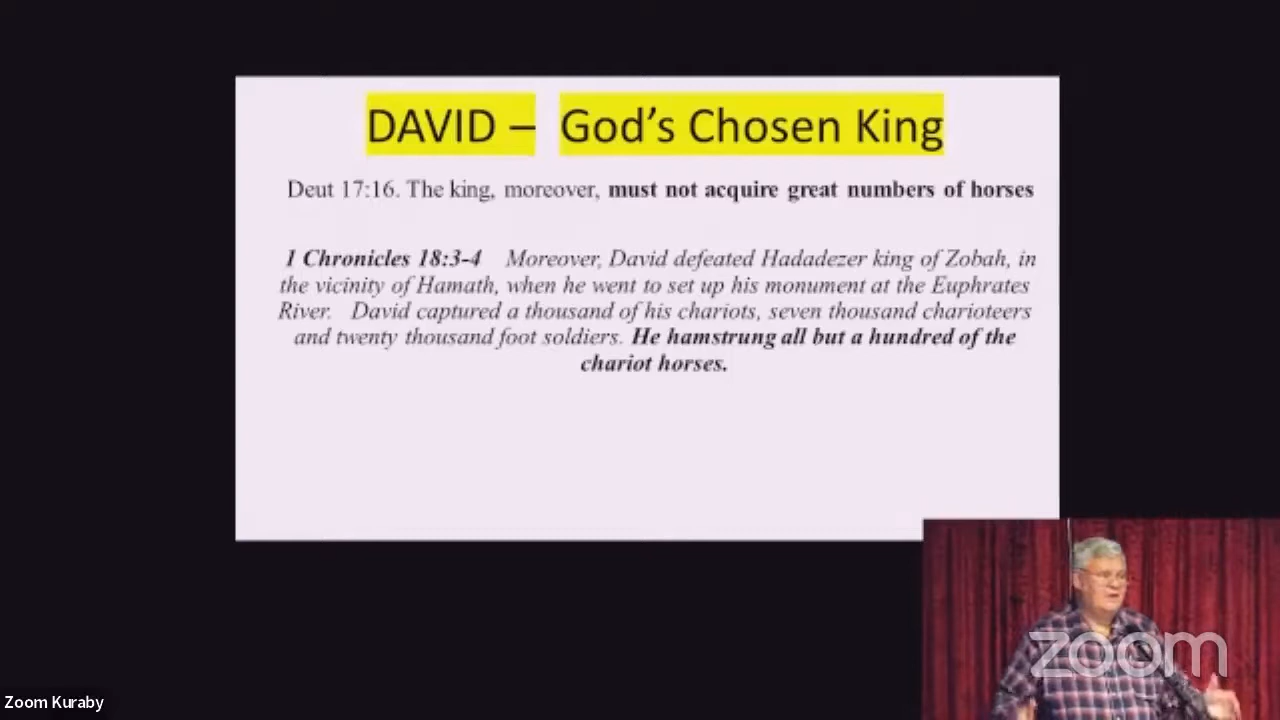 DAVID – God's Chosen King
Deut 17:16. The king, moreover, must not acquire great numbers of horses
1 Chronicles 18:3-4 Moreover, David defeated Hadadezer king of Zobah, in
the vicinity of Hamath, when he went to set up his monument at the Euphrates
River. David captured a thousand of his chariots, seven thousand charioteers
and twenty thousand foot soldiers. He hamstrung all but a hundred of the
chariot horses.
zoom
Zoom Kuraby